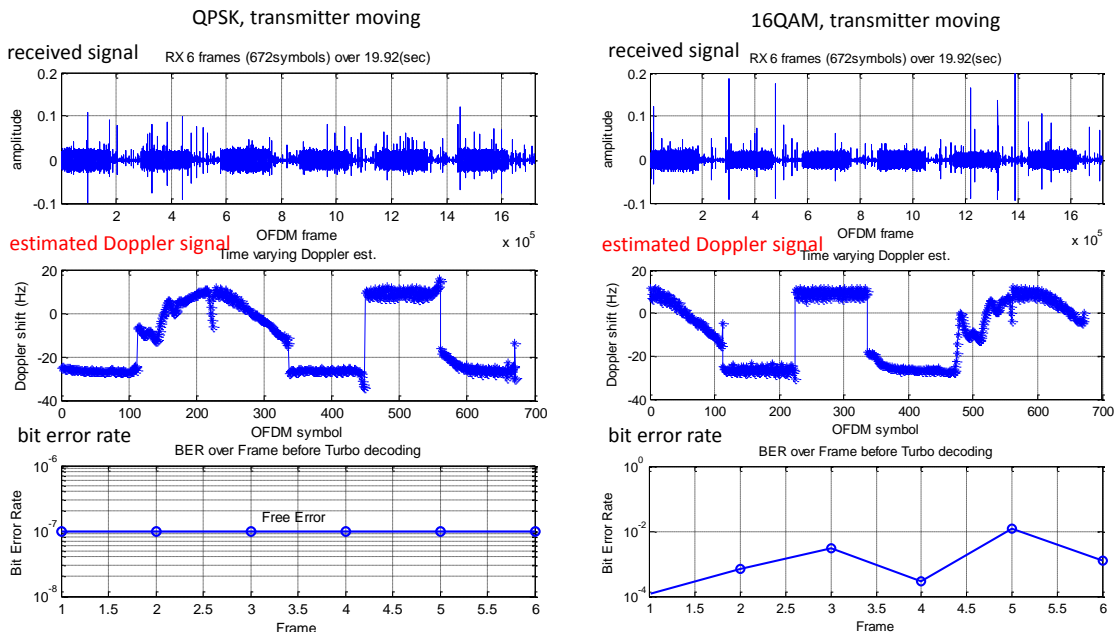 QPSK, transmitter moving
received signal
RX 6 frames (672symbols) over 19.92(sec)
amplitude
0.2
0.1
0
-0.1
2 4 6 8 10 12 14 16
OFDM frame
x 10^5
estimated Doppler signal
Time varying Doppler est.
Doppler shift (Hz)
20
0
-20
-40
0 100 200 300 400 500 600 700
OFDM symbol
bit error rate
BER over Frame before Turbo decoding
Bit Error Rate
10^-6
10^-7
10^-8
Free Error
1 1.5 2 2.5 3 3.5 4 4.5 5 5.5 6
Frame
16QAM, transmitter moving
received signal
RX 6 frames (672symbols) over 19.92(sec)
amplitude
0.2
0.1
0
-0.1
2 4 6 8 10 12 14 16
OFDM frame
x 10^5
estimated Doppler signal
Time varying Doppler est.
Doppler shift (Hz)
20
0
-20
-40
0 100 200 300 400 500 600 700
OFDM symbol
bit error rate
BER over Frame before Turbo decoding
Bit Error Rate
10^0
10^-2
10^-4
1 1.5 2 2.5 3 3.5 4 4.5 5 5.5 6
Frame